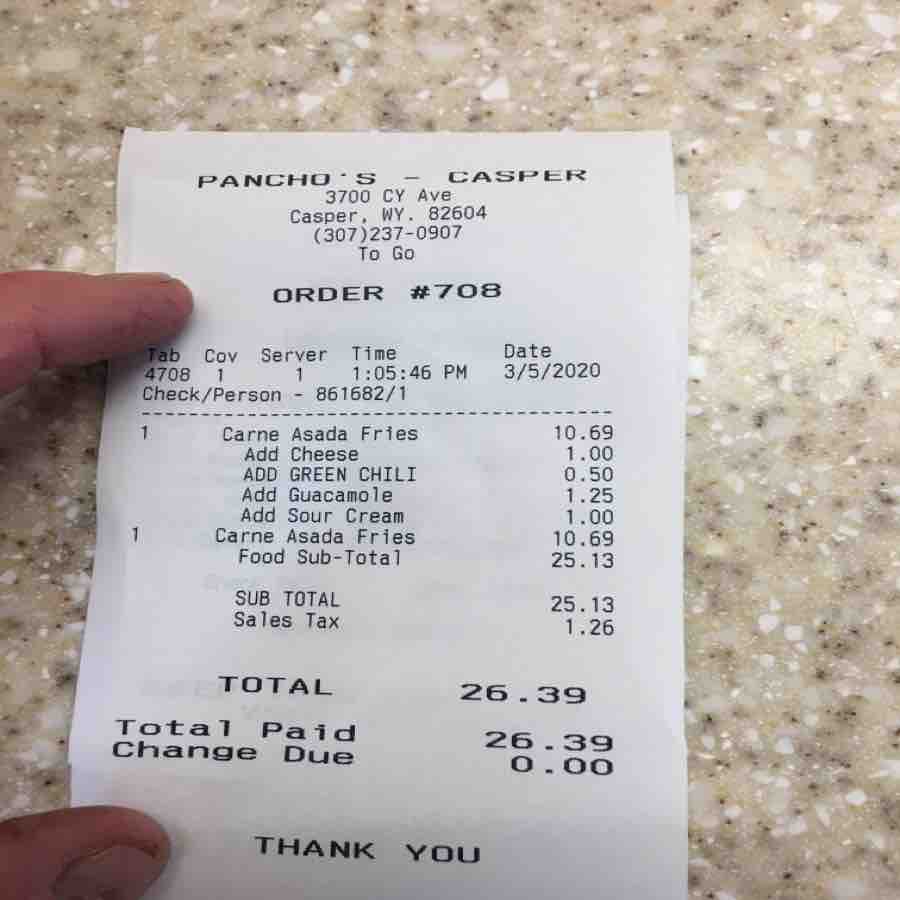 PANCHO'S - CASPER
3700 CY Ave
Casper, WY. 82604
(307)237-0907
To Go
ORDER #708
Tab Cov Server Time Date
4708 1 1 1:05:46 PM 3/5/2020
Check/Person - 861682/1
------------------------------------------
1 Carne Asada Fries 10.69
Add Cheese 1.00
ADD GREEN CHILI 0.50
Add Guacamole 1.25
Add Sour Cream 1.00
1 Carne Asada Fries 10.69
Food Sub-Total 25.13
SUB TOTAL 25.13
Sales Tax 1.26
TOTAL 26.39
Total Paid 26.39
Change Due 0.00
THANK YOU